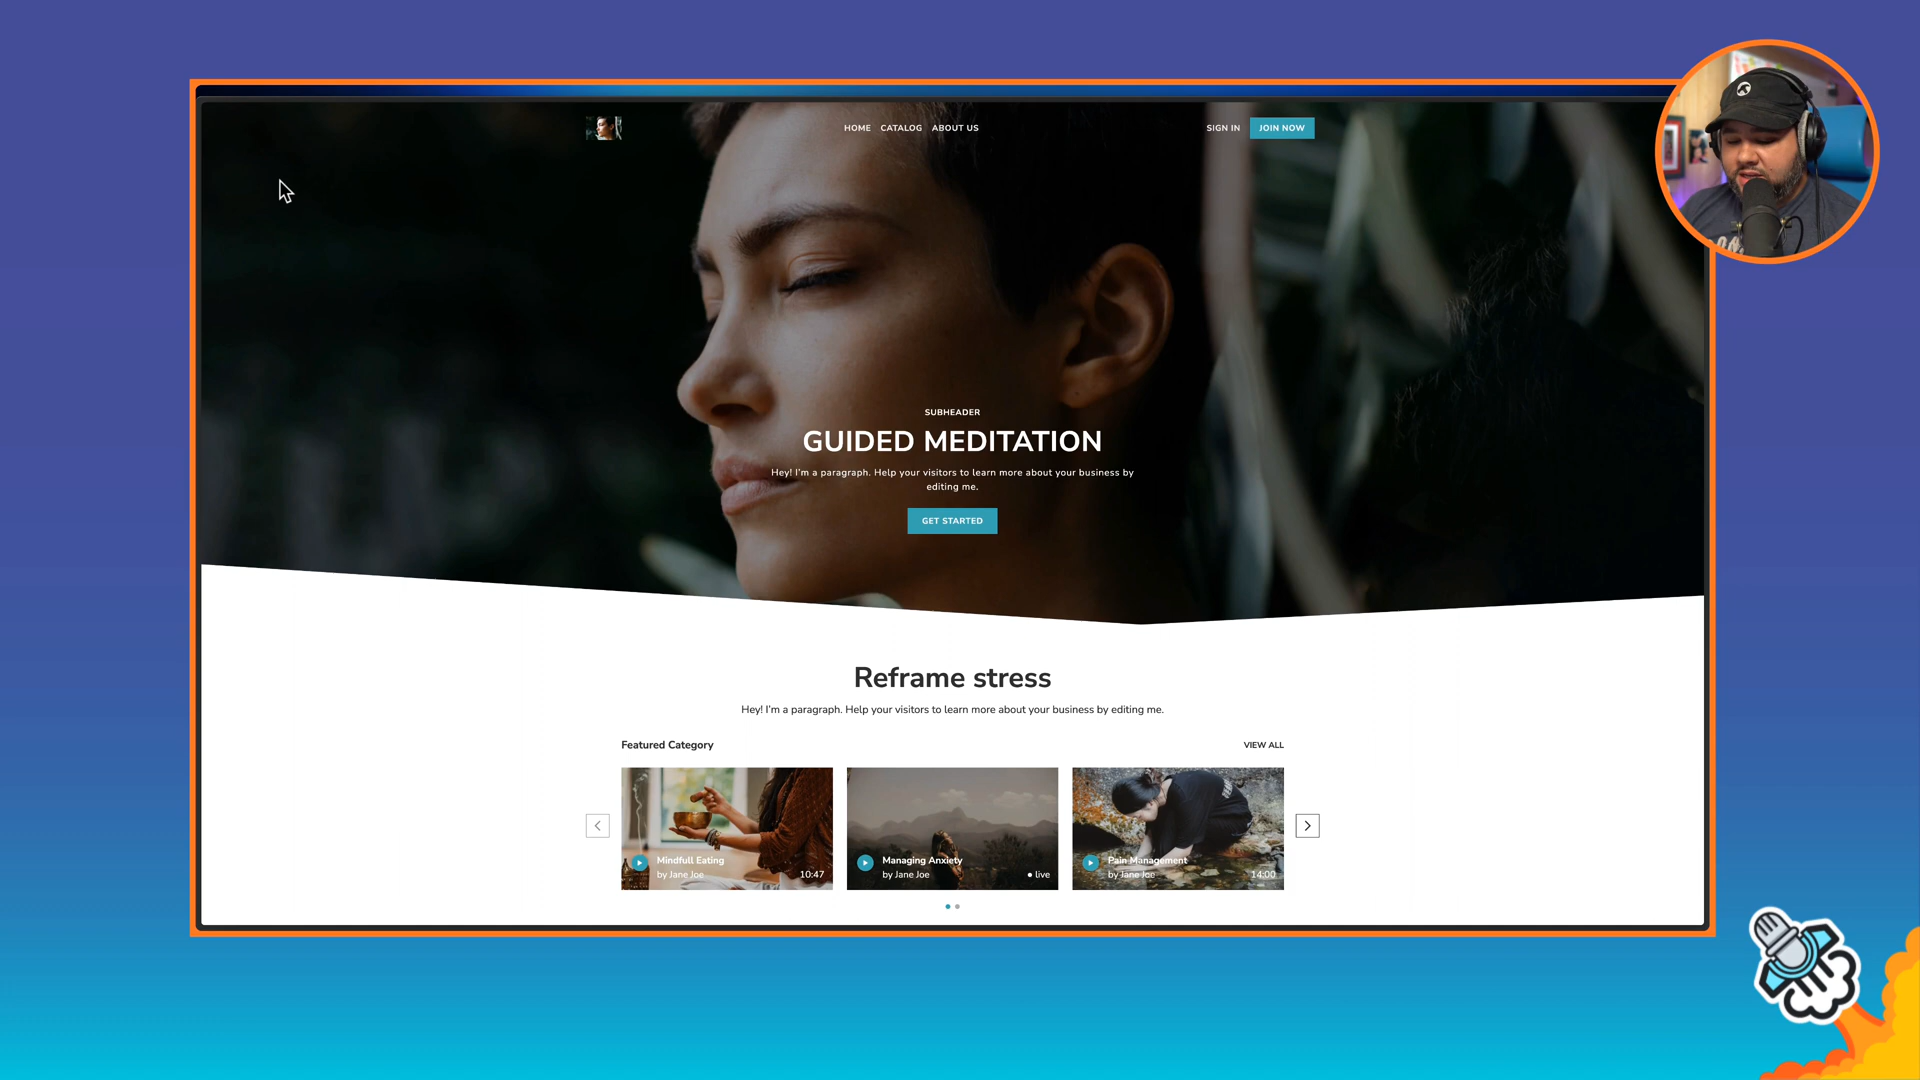 HOME CATALOG ABOUT US
SIGN IN JOIN NOW
SUBHEADER
GUIDED MEDITATION
Hey! I'm a paragraph. Help your visitors to learn more about your business by
editing me.
GET STARTED
Reframe stress
Hey! I'm a paragraph. Help your visitors to learn more about your business by editing me.
Featured Category
VIEW ALL
Mindfull Eating
by Jane Joe
10:47
Managing Anxiety
by Jane Joe
live
Pain Management
by Jane Joe
14:00